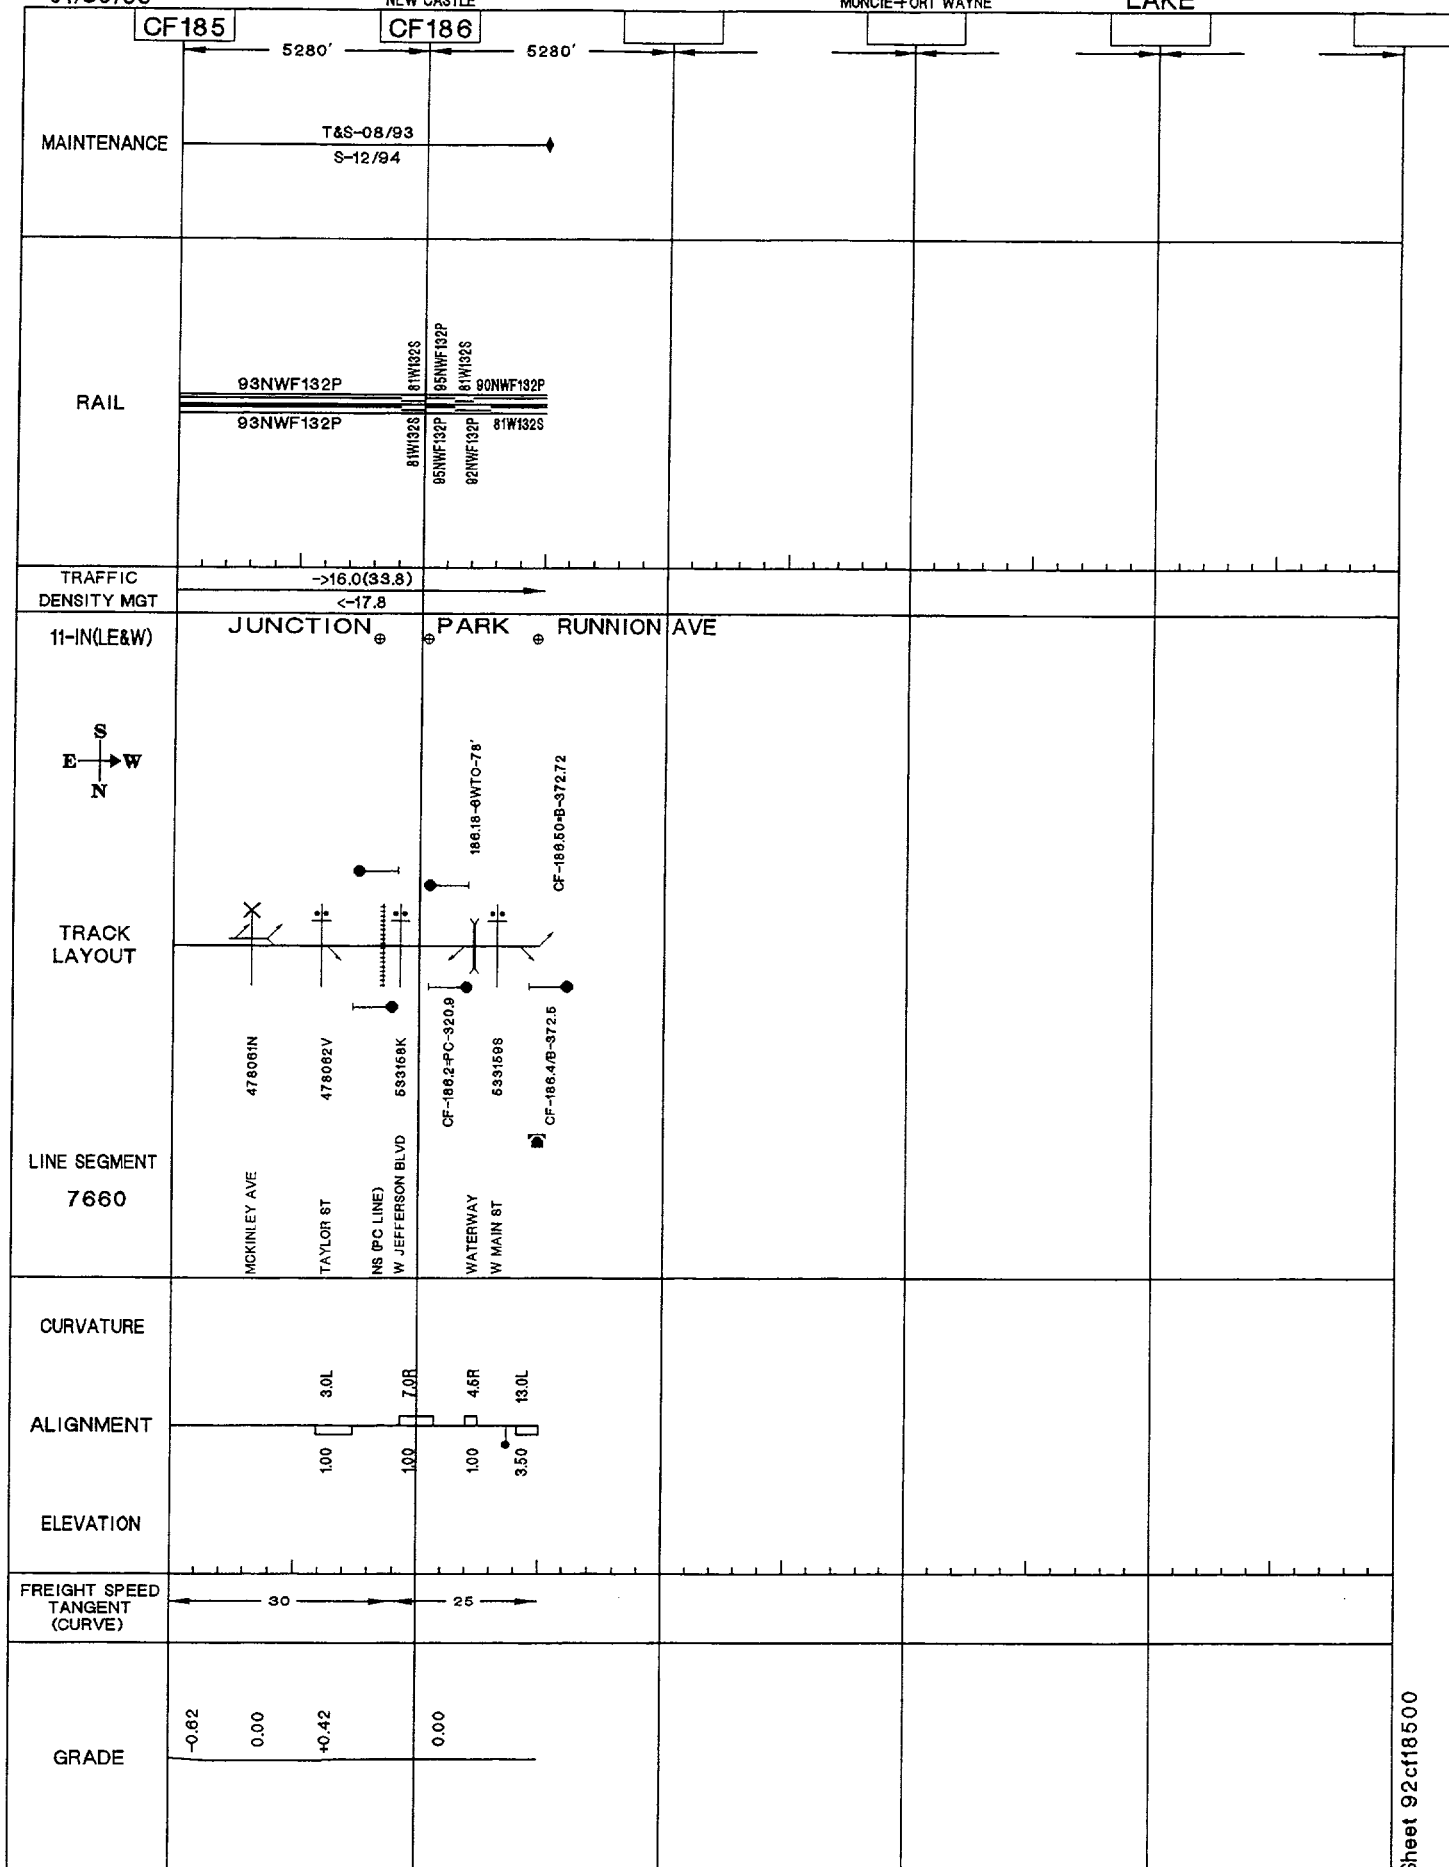 NEW CASTLE
MUNCIE-FORT WAYNE
LAKE
CF185
CF186
5280'
5280'
MAINTENANCE
T&S-08/93
S-12/94
RAIL
93NWF132P
81W132S
95NWF132P
81W132S
90NWF132P
93NWF132P
81W132S
95NWF132P
92NWF132P
81W132S
TRAFFIC
DENSITY MGT
->16.0(33.8)
<-17.8
11-IN(LE&W)
JUNCTION
PARK
RUNNION AVE
S
E
W
N
186.18-6WTO-78'
CF-186.50=B-372.72
TRACK
LAYOUT
478061N
478062V
533158K
CF-186.2=PC-320.9
533159S
CF-186.4/B-372.5
LINE SEGMENT
7660
MCKINLEY AVE
TAYLOR ST
NS (PC LINE)
W JEFFERSON BLVD
WATERWAY
W MAIN ST
CURVATURE
3.0L
7.0R
4.5R
13.0L
ALIGNMENT
1.00
1.00
1.00
3.50
ELEVATION
FREIGHT SPEED
TANGENT
(CURVE)
30
25
GRADE
-0.62
0.00
+0.42
0.00
Sheet 92cf18500